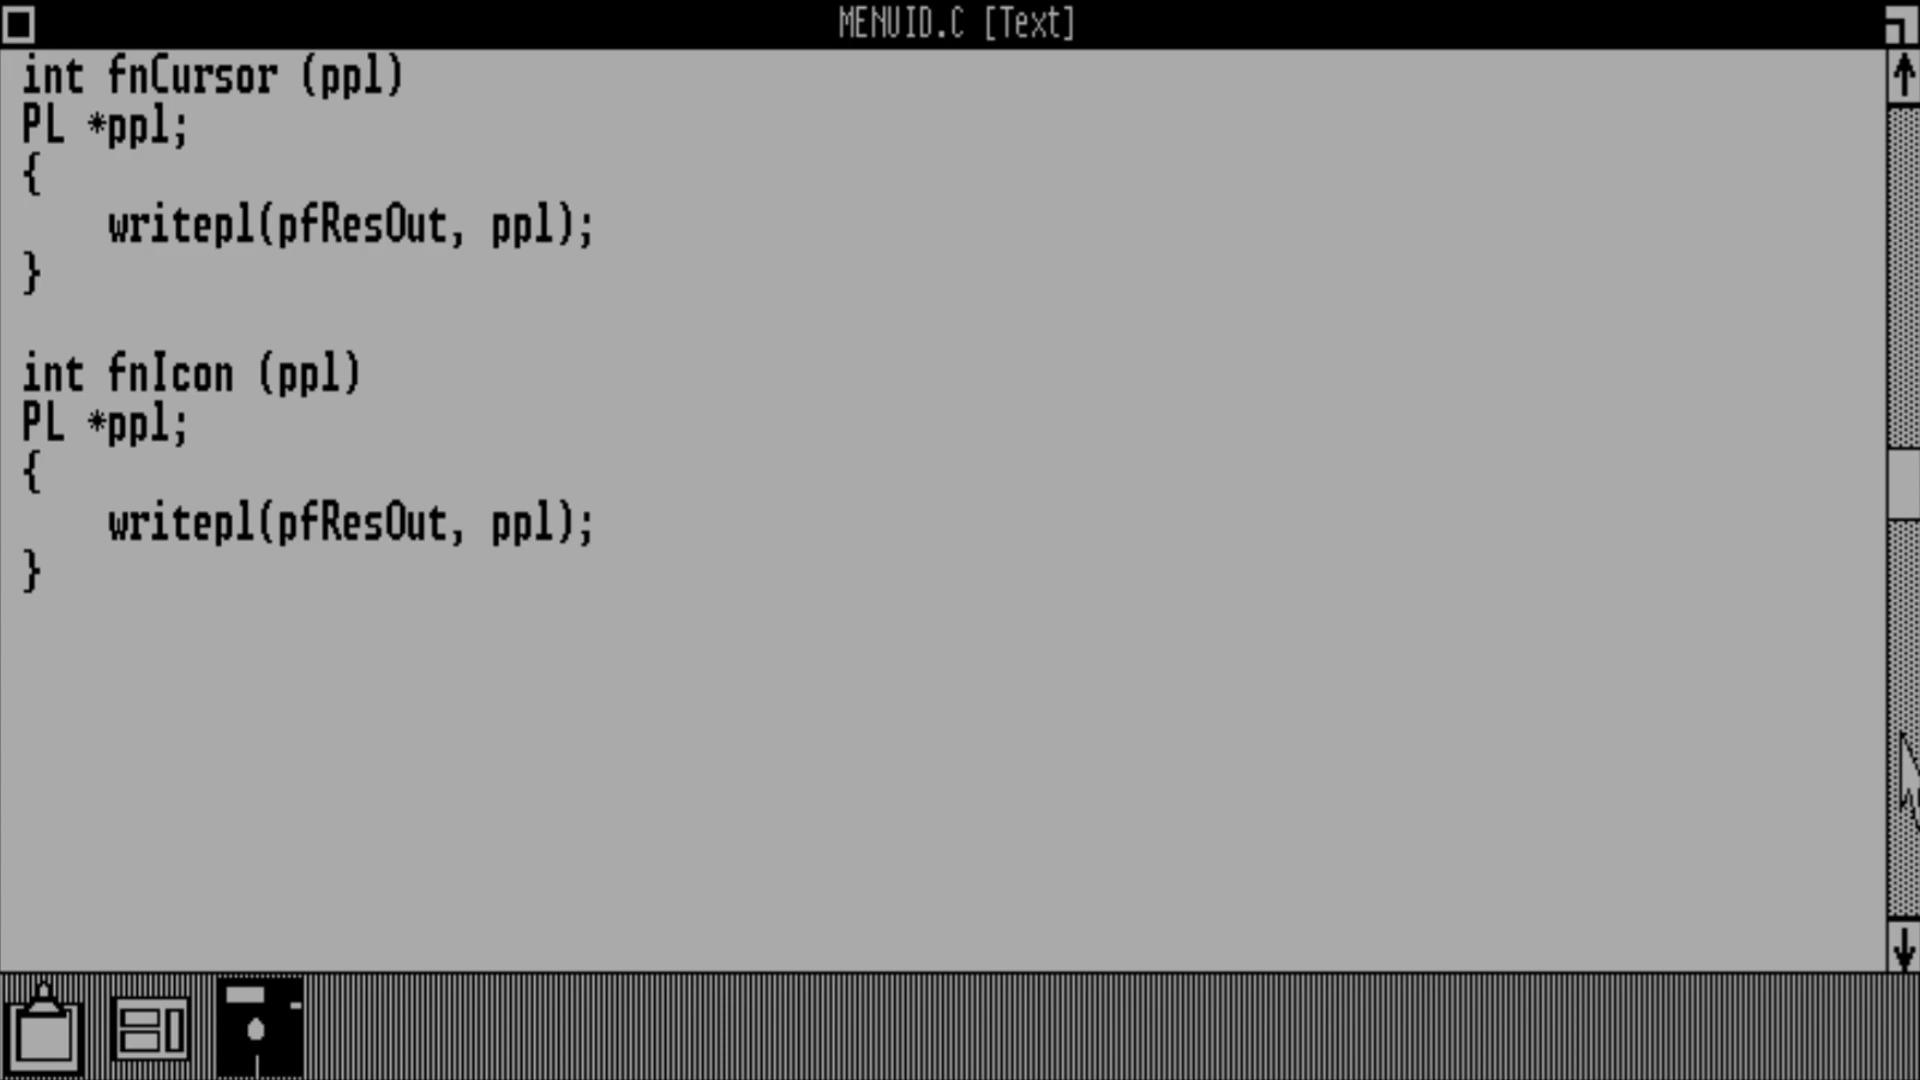 MENUID.C [Text]
int fnCursor (ppl)
PL *ppl;
{
    writepl(pfResOut, ppl);
}

int fnIcon (ppl)
PL *ppl;
{
    writepl(pfResOut, ppl);
}